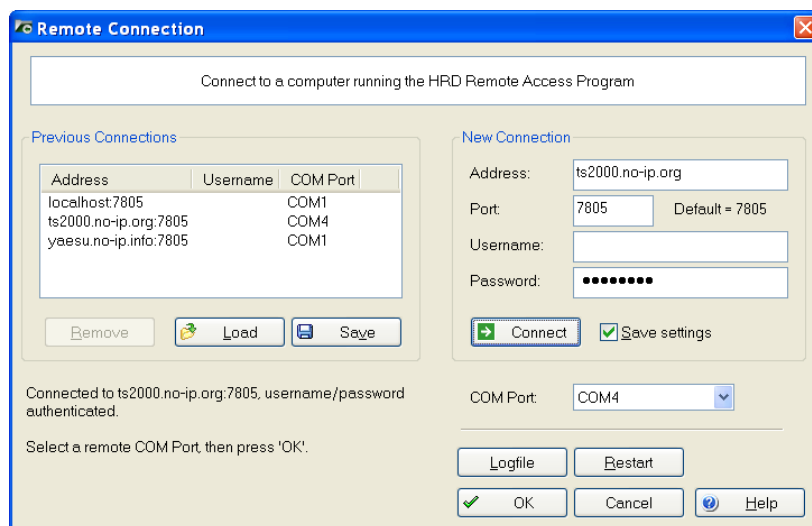 Remote Connection
Connect to a computer running the HRD Remote Access Program
Previous Connections
Address Username COM Port
localhost:7805 COM1
ts2000.no-ip.org:7805 COM4
yaesu.no-ip.info:7805 COM1
Remove Load Save
Connected to ts2000.no-ip.org:7805, username/password
authenticated.
Select a remote COM Port, then press 'OK'.
New Connection
Address: ts2000.no-ip.org
Port: 7805 Default = 7805
Username:
Password: ●●●●●●●●
Connect Save settings
COM Port: COM4
Logfile Restart
OK Cancel Help